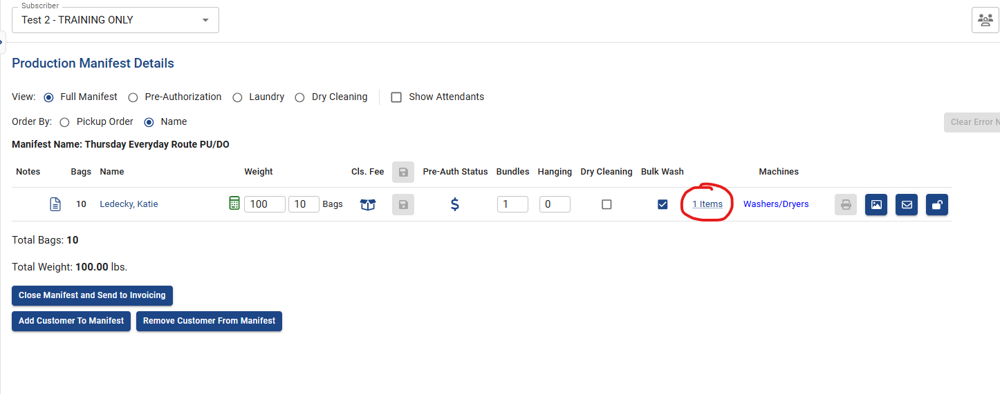 Subscriber
Test 2 - TRAINING ONLY
Production Manifest Details
View: Full Manifest Pre-Authorization Laundry Dry Cleaning Show Attendants
Order By: Pickup Order Name
Clear Error N
Manifest Name: Thursday Everyday Route PU/DO
Notes Bags Name Weight Cls. Fee Pre-Auth Status Bundles Hanging Dry Cleaning Bulk Wash Machines
10 Ledecky, Katie 100 10 Bags $ 1 0 1 Items Washers/Dryers
Total Bags: 10
Total Weight: 100.00 lbs.
Close Manifest and Send to Invoicing
Add Customer To Manifest Remove Customer From Manifest